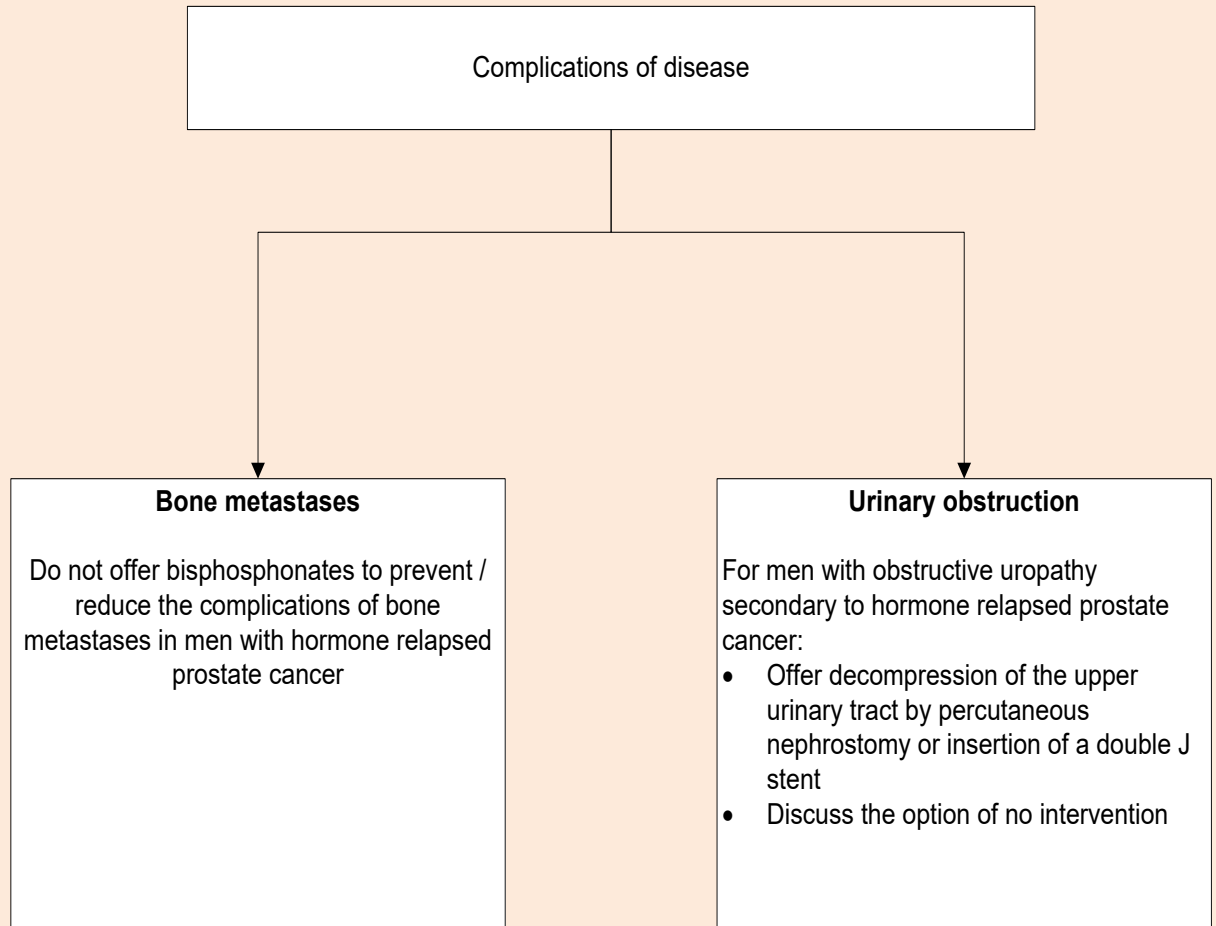 Complications of disease
Bone metastases
Do not offer bisphosphonates to prevent /
reduce the complications of bone
metastases in men with hormone relapsed
prostate cancer
Urinary obstruction
For men with obstructive uropathy
secondary to hormone relapsed prostate
cancer:
• Offer decompression of the upper
urinary tract by percutaneous
nephrostomy or insertion of a double J
stent
• Discuss the option of no intervention